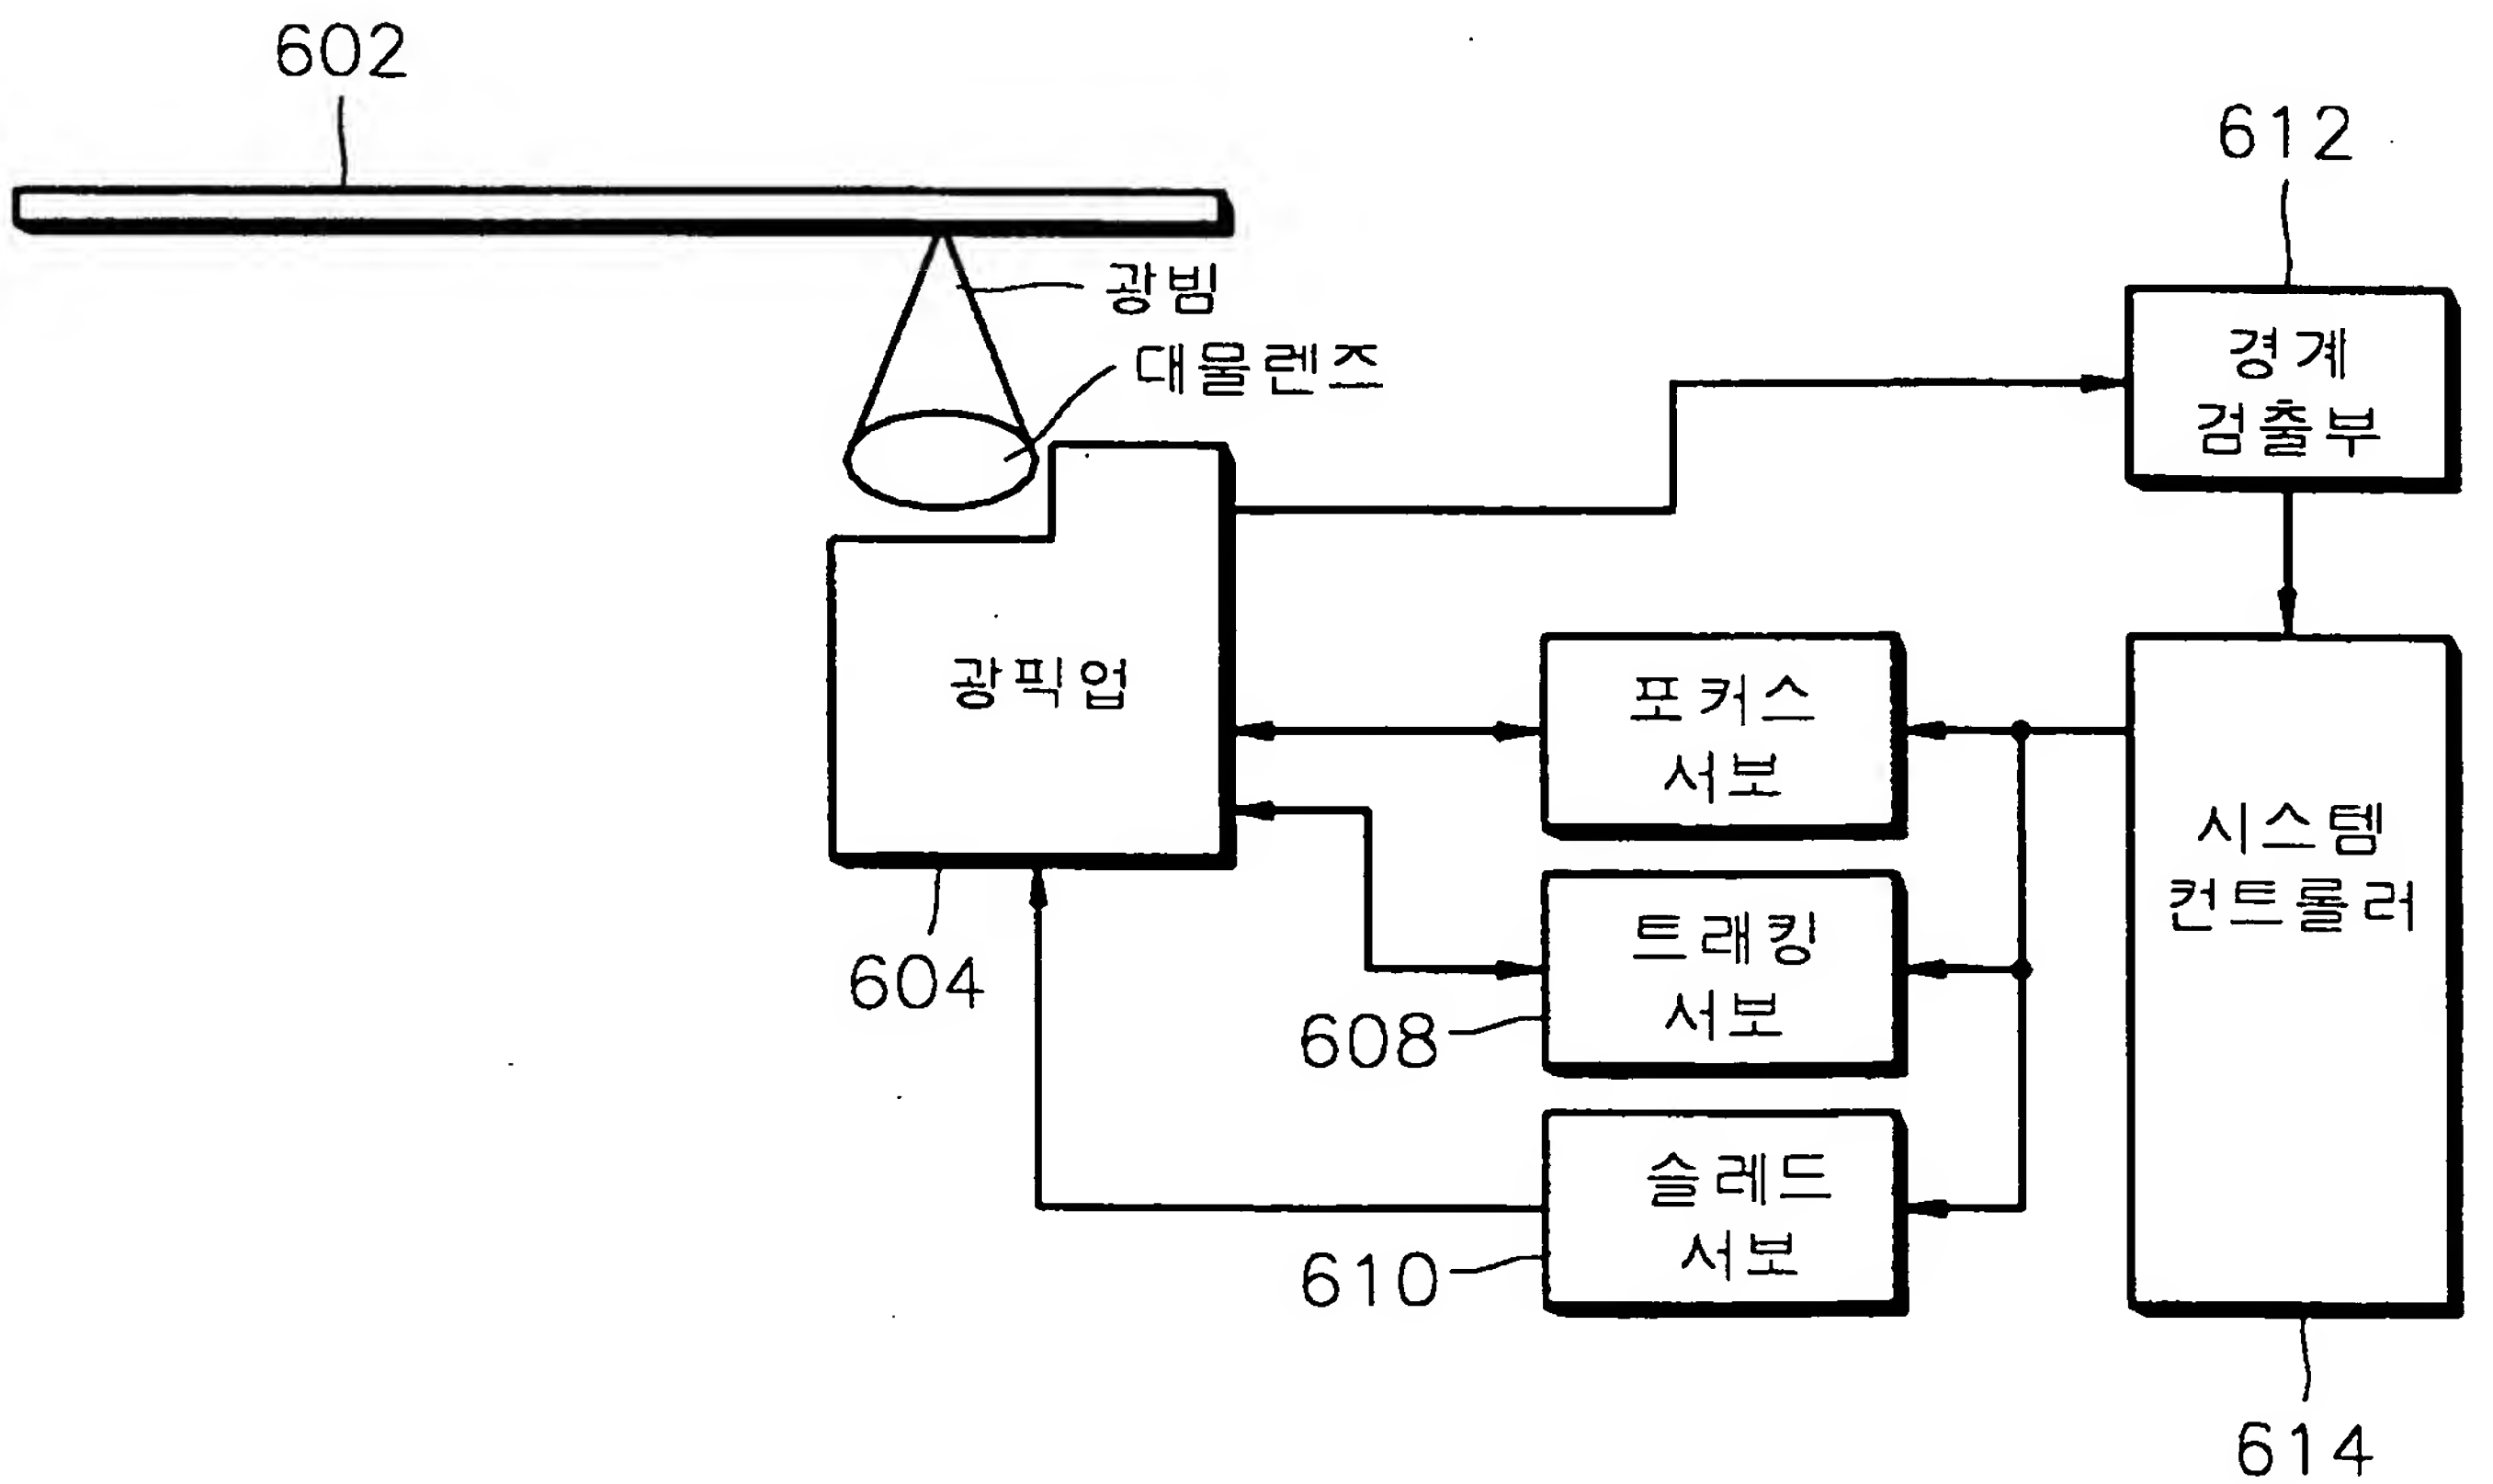 602
612
광빔
대물렌즈
경계
검출부
광픽업
포커스
서보
시스템
컨트롤러
604
트래킹
서보
608
슬레드
서보
610
614